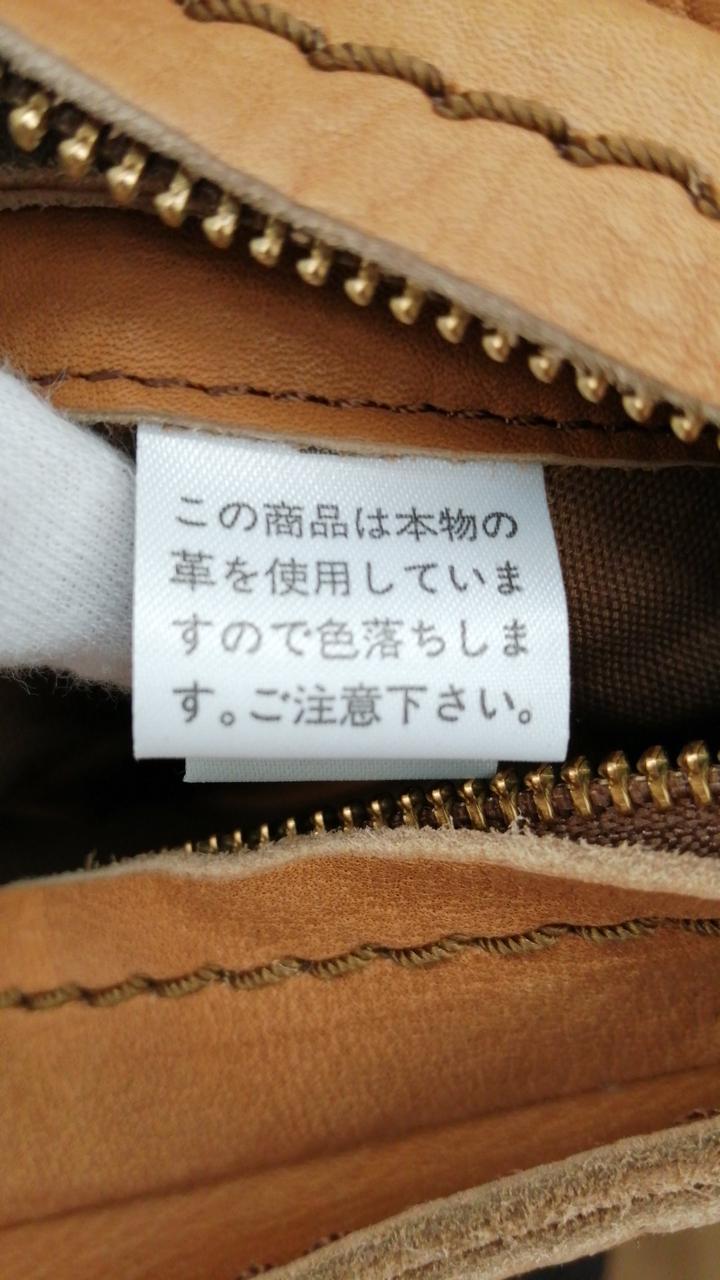 この商品は本物の
革を使用していま
すので色落ちしま
す。ご注意下さい。